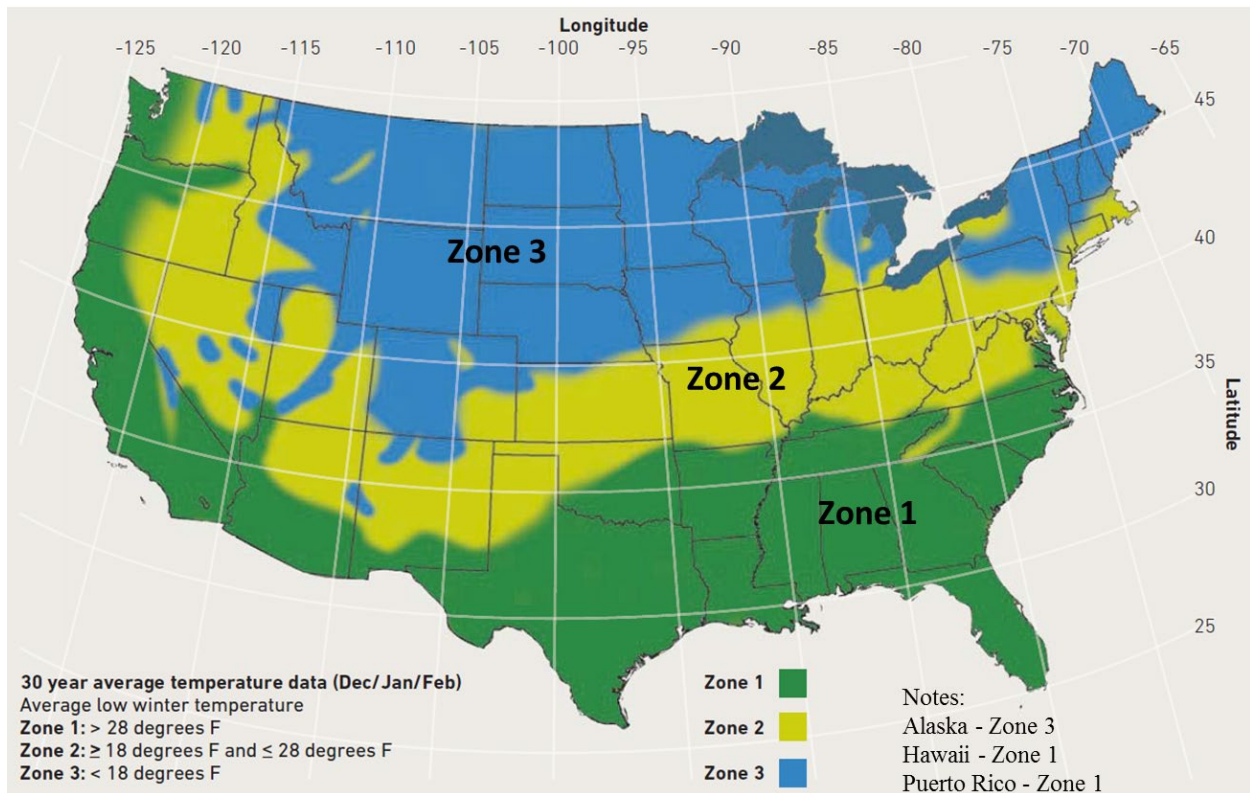 Longitude
-125 -120 -115 -110 -105 -100 -95 -90 -85 -80 -75 -70 -65
45
40
35
30
25
Latitude
Zone 3
Zone 2
Zone 1
30 year average temperature data (Dec/Jan/Feb)
Average low winter temperature
Zone 1: > 28 degrees F
Zone 2: ≥ 18 degrees F and ≤ 28 degrees F
Zone 3: < 18 degrees F
Zone 1
Zone 2
Zone 3
Notes:
Alaska - Zone 3
Hawaii - Zone 1
Puerto Rico - Zone 1